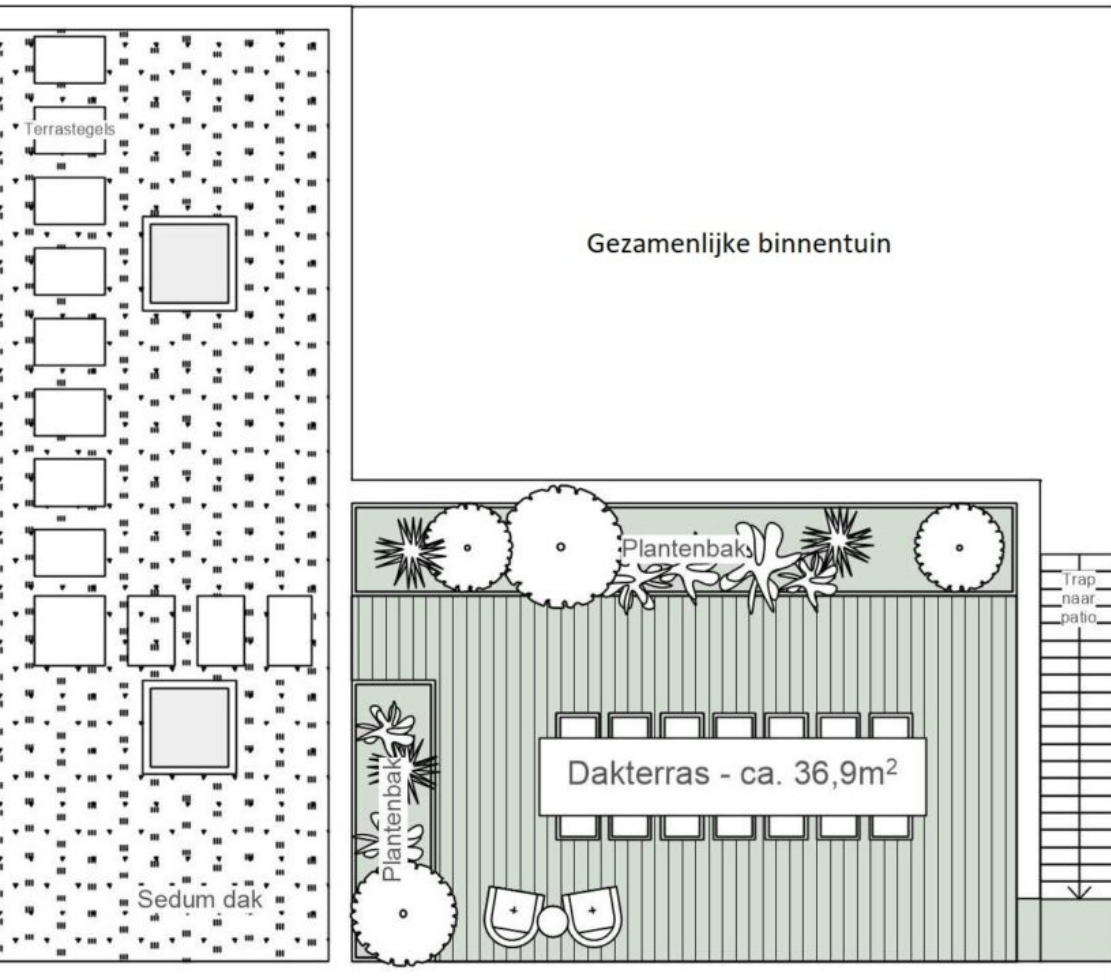 Terrastegels
Gezamenlijke binnentuin
Plantenbak
Trap
naar
patio
Dakterras - ca. 36,9m²
Plantenbak
Sedum dak